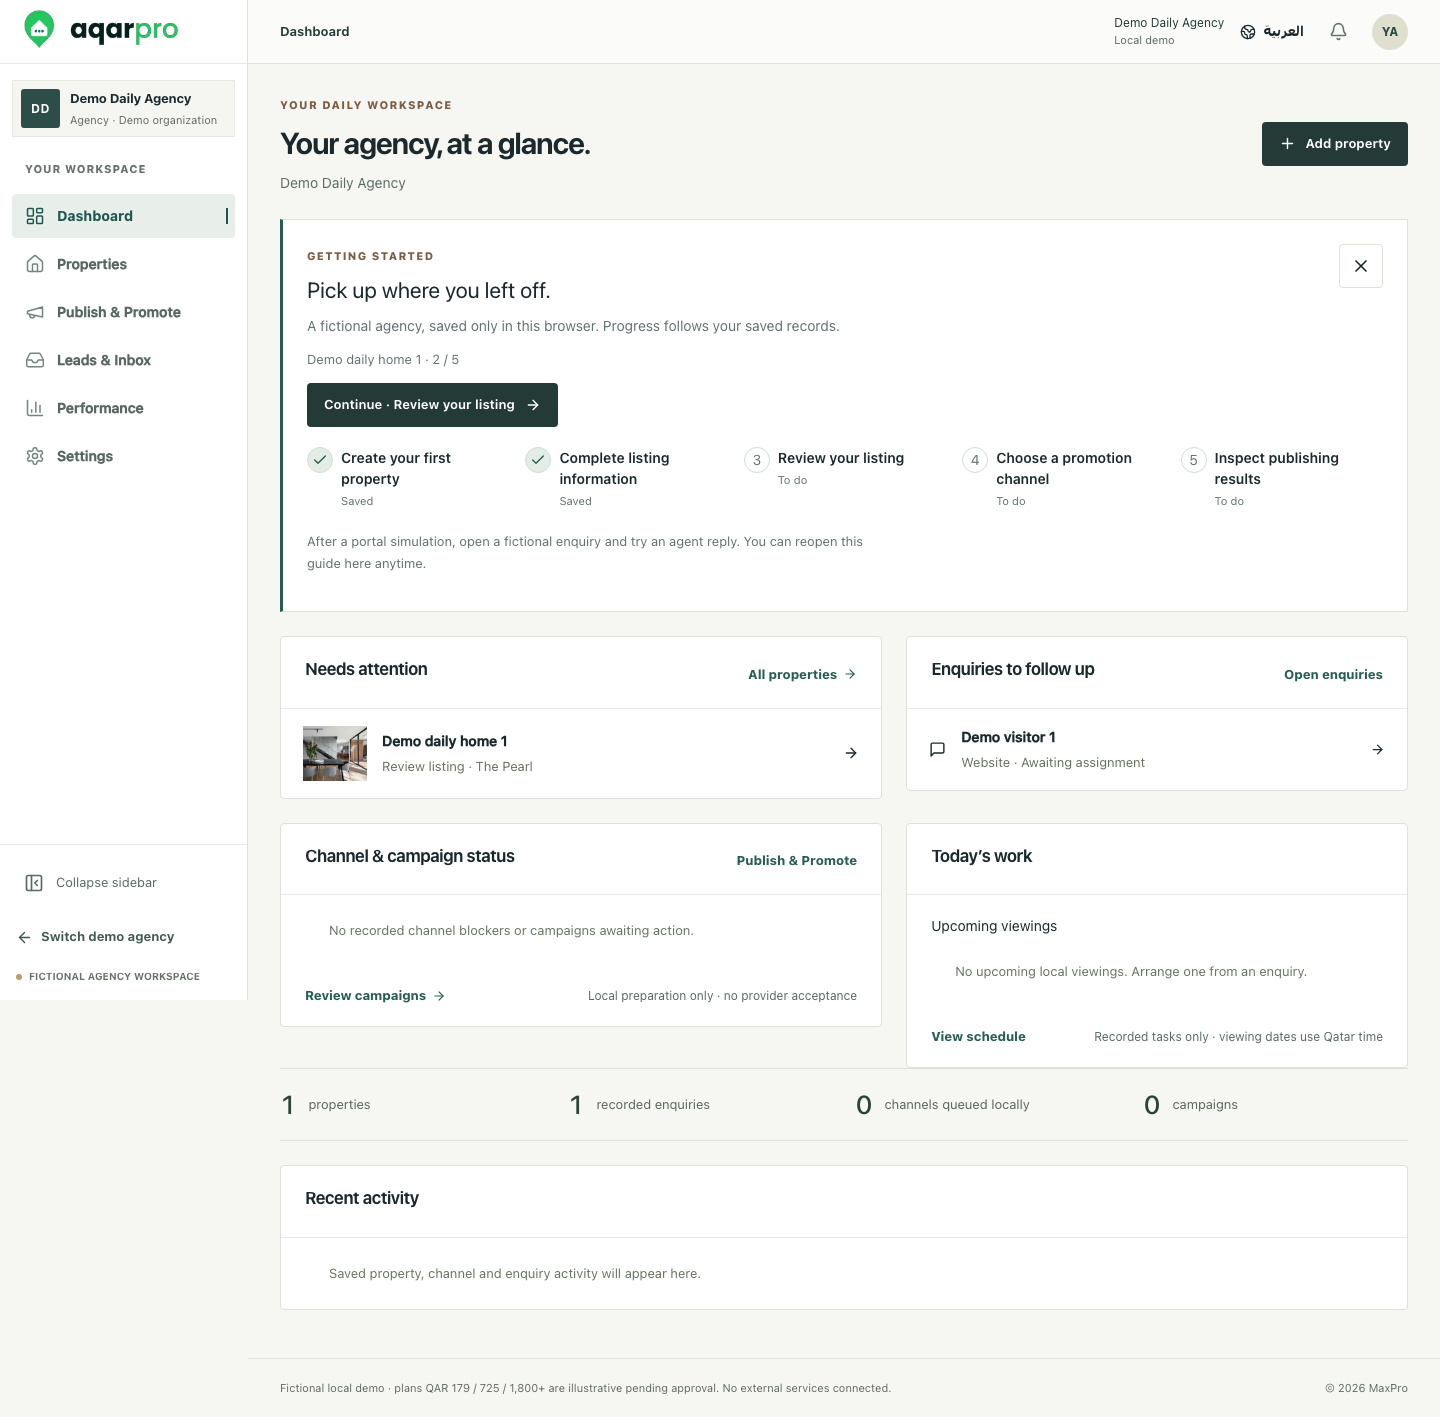 aqarpro
Dashboard
Demo Daily Agency
Local demo
العربية
YA
DD
Demo Daily Agency
Agency · Demo organization
YOUR WORKSPACE
Dashboard
Properties
Publish & Promote
Leads & Inbox
Performance
Settings
Collapse sidebar
Switch demo agency
FICTIONAL AGENCY WORKSPACE
YOUR DAILY WORKSPACE
Your agency, at a glance.
Demo Daily Agency
Add property
GETTING STARTED
Pick up where you left off.
A fictional agency, saved only in this browser. Progress follows your saved records.
Demo daily home 1 · 2 / 5
Continue · Review your listing
Create your first
property
Saved
Complete listing
information
Saved
3
Review your listing
To do
4
Choose a promotion
channel
To do
5
Inspect publishing
results
To do
After a portal simulation, open a fictional enquiry and try an agent reply. You can reopen this
guide here anytime.
Needs attention
All properties
Demo daily home 1
Review listing · The Pearl
Enquiries to follow up
Open enquiries
Demo visitor 1
Website · Awaiting assignment
Channel & campaign status
Publish & Promote
No recorded channel blockers or campaigns awaiting action.
Review campaigns
Local preparation only · no provider acceptance
Today’s work
Upcoming viewings
No upcoming local viewings. Arrange one from an enquiry.
View schedule
Recorded tasks only · viewing dates use Qatar time
1 properties
1 recorded enquiries
0 channels queued locally
0 campaigns
Recent activity
Saved property, channel and enquiry activity will appear here.
Fictional local demo · plans QAR 179 / 725 / 1,800+ are illustrative pending approval. No external services connected.
© 2026 MaxPro